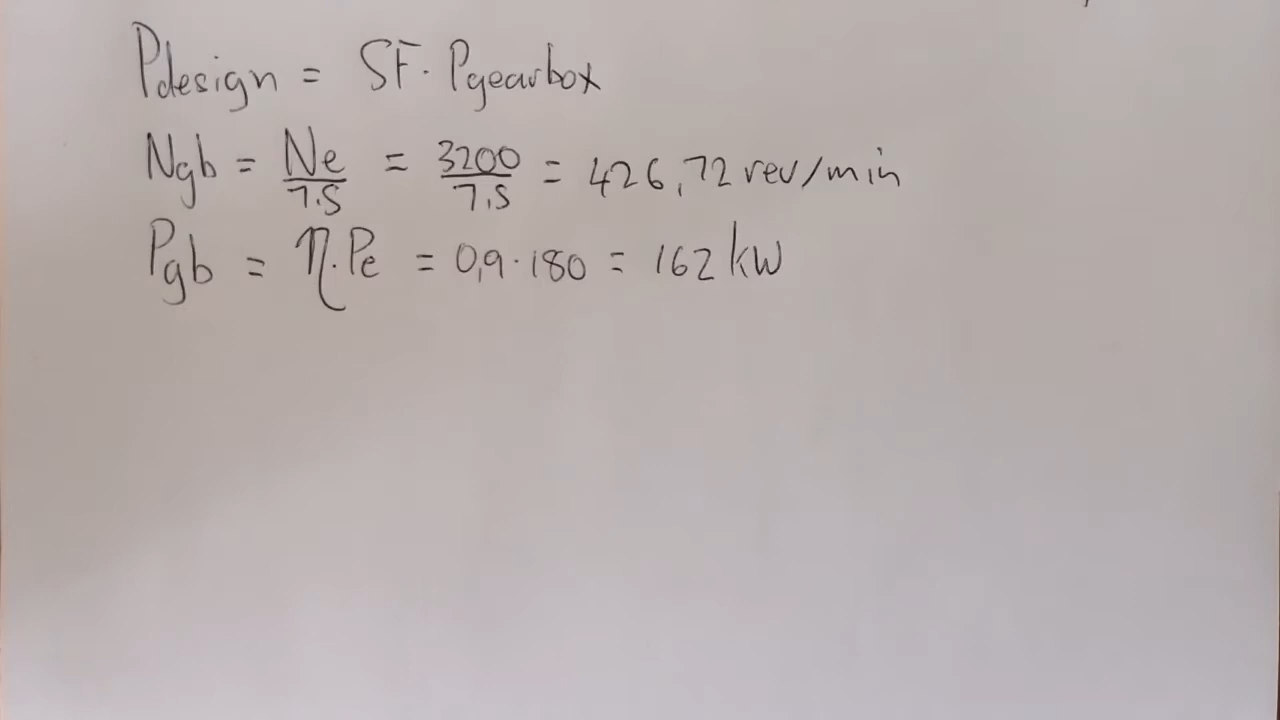 Pdesign = SF. Pgearbox
Ngb = Ne/7.5 = 3200/7,5 = 426,72 rev/min
Pgb = η.Pe = 0,9.180 = 162 kW